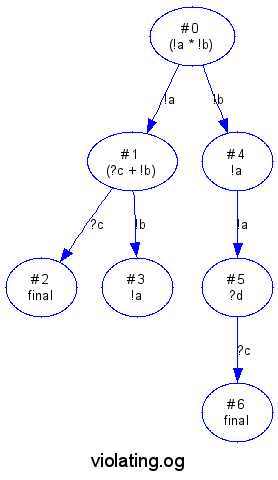 #0
(!a * !b)
!a
!b
#1
(?c + !b)
#4
!a
?c
!b
!a
#2
final
#3
!a
#5
?d
?c
#6
final
violating.og